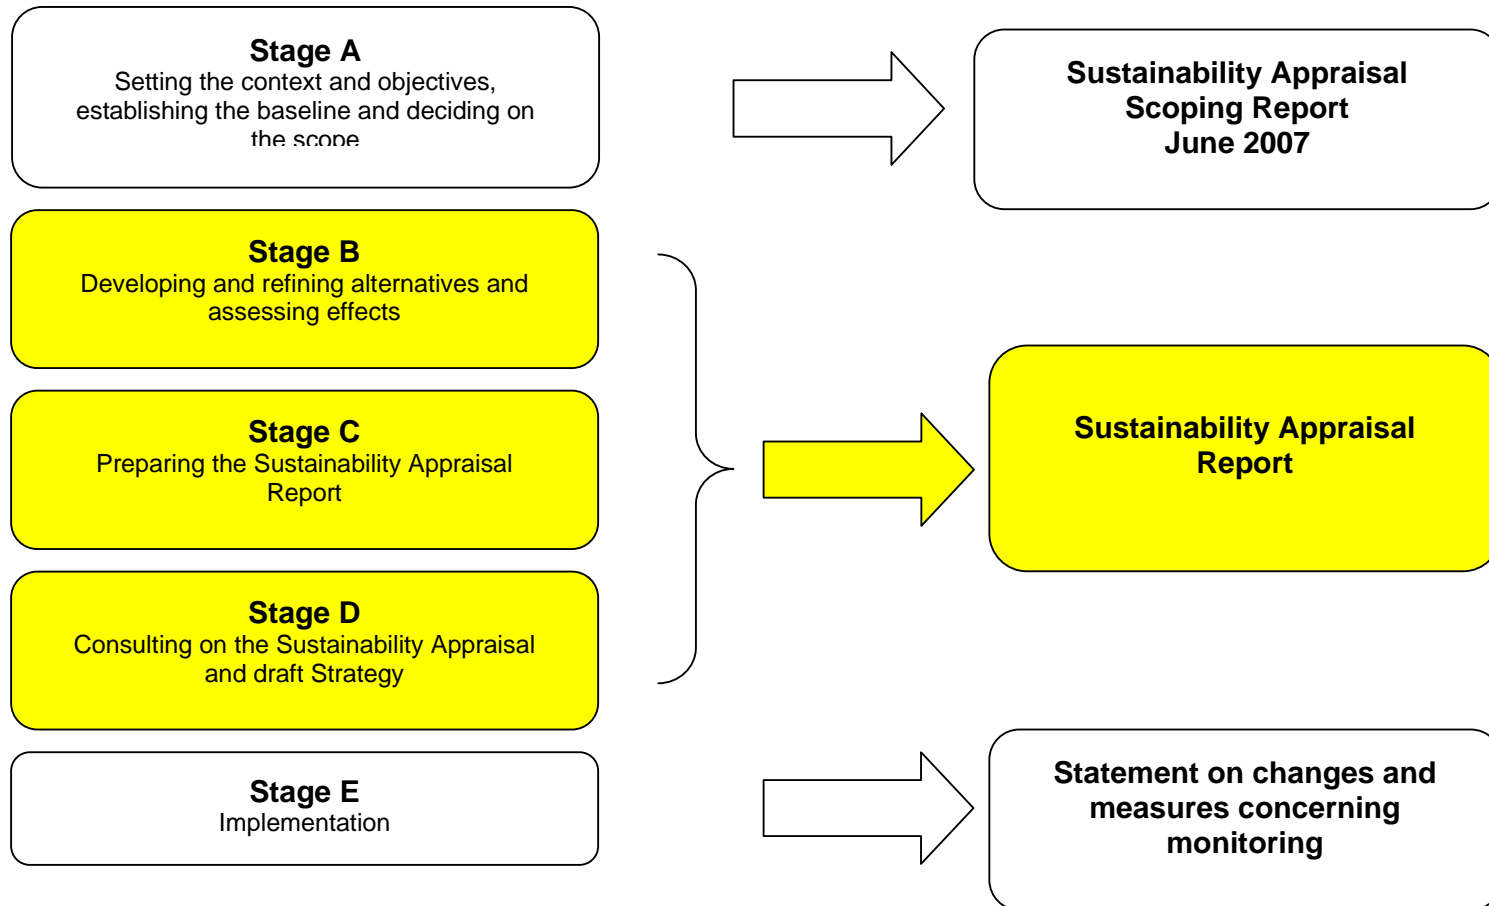 Stage A
Setting the context and objectives,
establishing the baseline and deciding on
the scope
Sustainability Appraisal
Scoping Report
June 2007
Stage B
Developing and refining alternatives and
assessing effects
Stage C
Preparing the Sustainability Appraisal
Report
Sustainability Appraisal
Report
Stage D
Consulting on the Sustainability Appraisal
and draft Strategy
Stage E
Implementation
Statement on changes and
measures concerning
monitoring